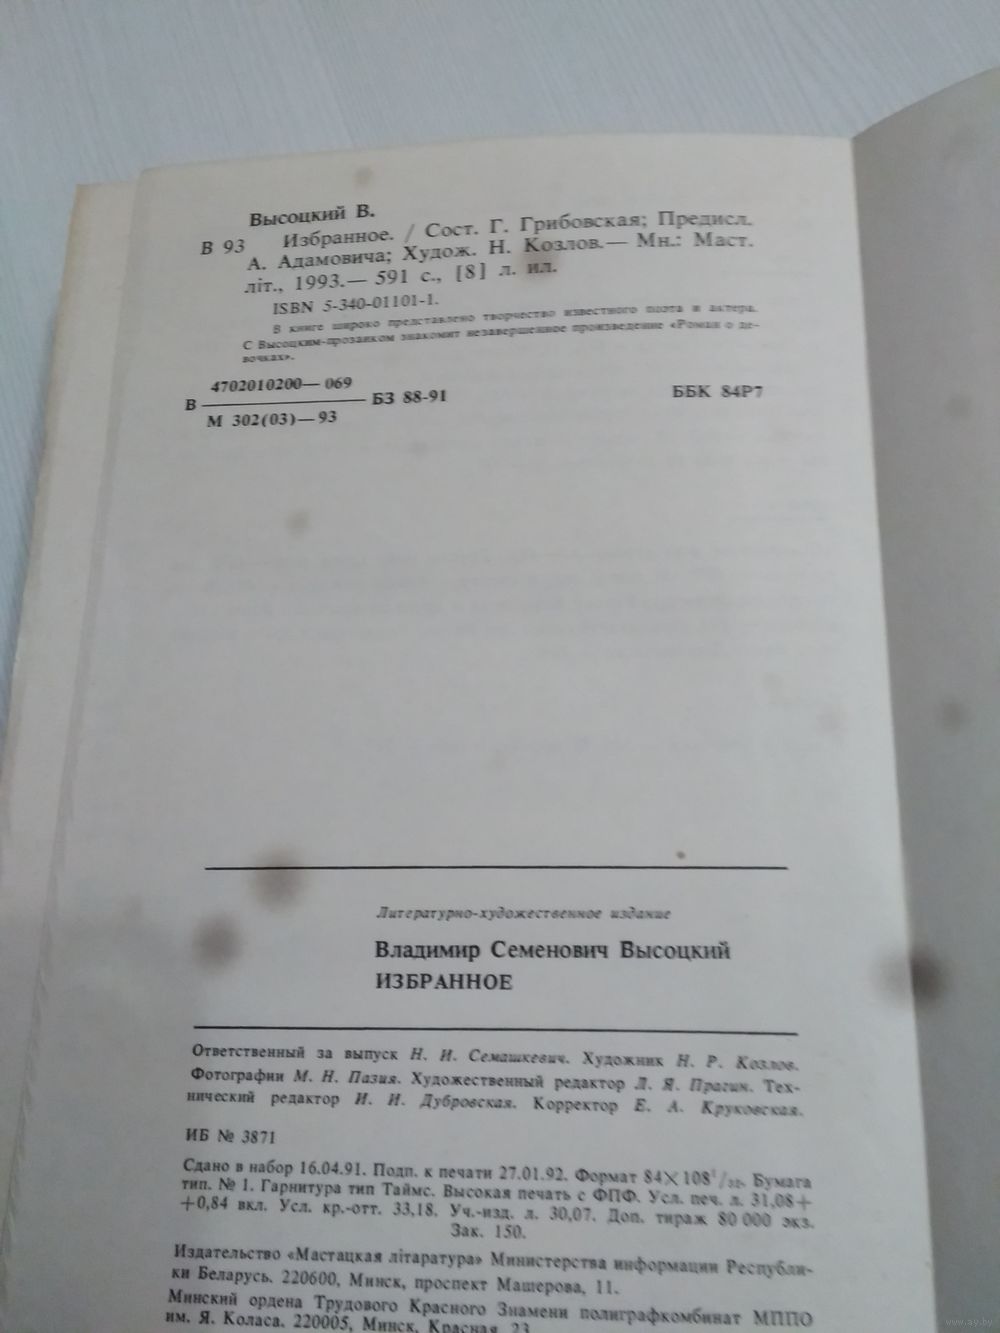 Высоцкий В.
В 93 Избранное. / Сост. Г. Грибовская; Предисл.
А. Адамовича; Худож. Н. Козлов.— Мн.: Маст.
літ., 1993.— 591 с., [8] л. ил.
ISBN 5-340-01101-1.
В книге широко представлено творчество известного поэта и актера.
С Высоцким-прозаиком знакомит незавершенное произведение «Роман о де-
вочках».
4702010200— 069
В БЗ 88-91 ББК 84Р7
М 302(03)—93
Литературно-художественное издание
Владимир Семенович Высоцкий
ИЗБРАННОЕ
Ответственный за выпуск Н. И. Семашкевич. Художник Н. Р. Козлов.
Фотографии М. Н. Пазия. Художественный редактор Л. Я. Прагин. Тех-
нический редактор И. И. Дубровская. Корректор Е. А. Круковская.
ИБ № 3871
Сдано в набор 16.04.91. Подп. к печати 27.01.92. Формат 84×108¹/₃₂. Бумага
тип. № 1. Гарнитура тип Таймс. Высокая печать с ФПФ. Усл. печ. л. 31,08+
+0,84 вкл. Усл. кр.-отт. 33,18. Уч.-изд. л. 30,07. Доп. тираж 80 000 экз.
Зак. 150.
Издательство «Мастацкая літаратура» Министерства информации Республи-
ки Беларусь. 220600, Минск, проспект Машерова, 11.
Минский ордена Трудового Красного Знамени полиграфкомбинат МППО
им. Я. Коласа. 220005, Минск, Красная, 23.
www.ay.by